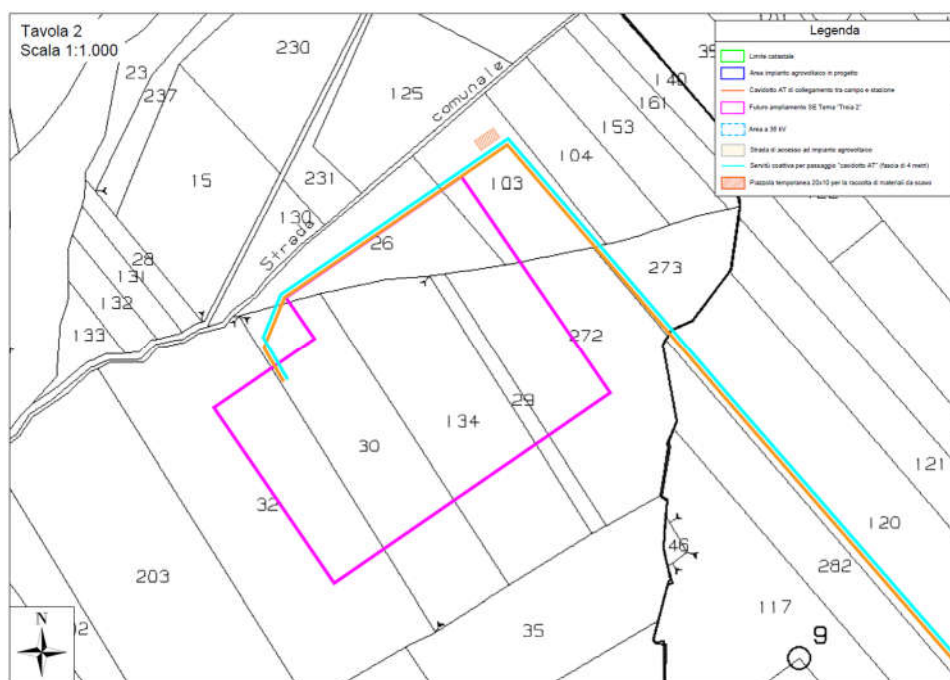 Tavola 2
Scala 1:1.000
Legenda
Limite catastale
Area impianto agrovoltaico in progetto
Cavidotto AT di collegamento tra campo e stazione
Futuro ampliamento SE Terna "Troia 2"
Area a 36 kV
Strada di accesso ad impianto agrovoltaico
Servitù coattiva per passaggio "cavidotto AT" (fascia di 4 metri)
Piazzola temporanea 20x10 per la raccolta di materiali da scavo
230
23
237
125
140
161
153
104
15
231
130
Strada comunale
103
26
28
131
132
133
273
272
29
134
30
32
203
121
120
282
46
117
35
9
N